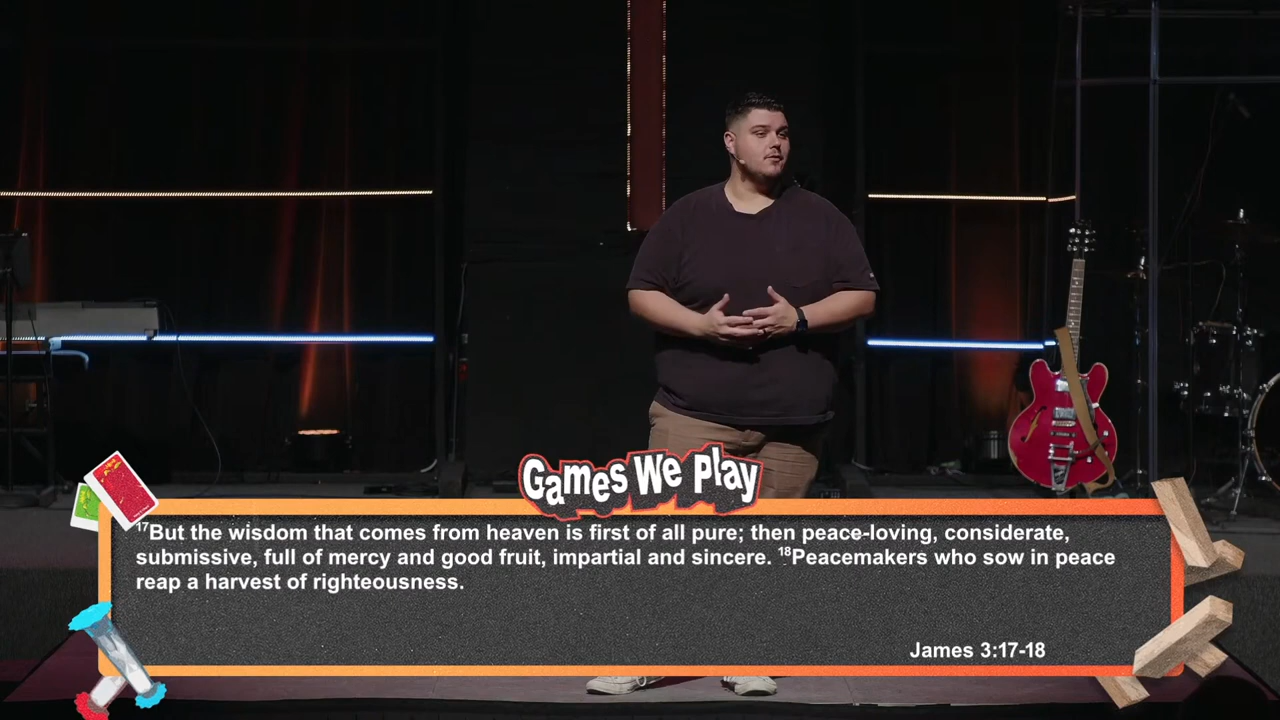 Games We Play
¹⁷But the wisdom that comes from heaven is first of all pure; then peace-loving, considerate,
submissive, full of mercy and good fruit, impartial and sincere. ¹⁸Peacemakers who sow in peace
reap a harvest of righteousness.
James 3:17-18